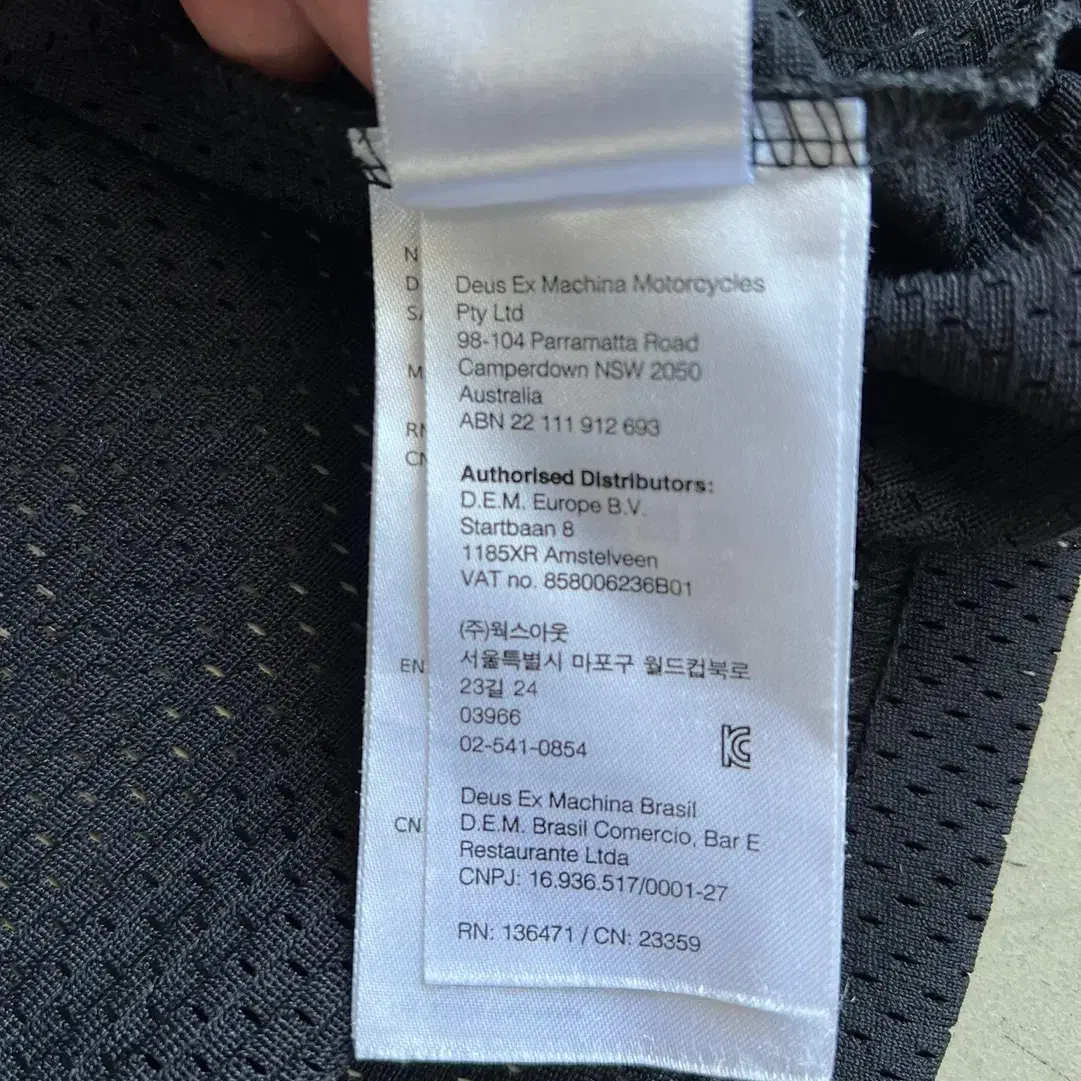 Deus Ex Machina Motorcycles
Pty Ltd
98-104 Parramatta Road
Camperdown NSW 2050
Australia
ABN 22 111 912 693
Authorised Distributors:
D.E.M. Europe B.V.
Startbaan 8
1185XR Amstelveen
VAT no. 858006236B01
(주)웍스아웃
서울특별시 마포구 월드컵북로
23길 24
03966
02-541-0854
Deus Ex Machina Brasil
D.E.M. Brasil Comercio, Bar E
Restaurante Ltda
CNPJ: 16.936.517/0001-27
RN: 136471 / CN: 23359
EN
CN